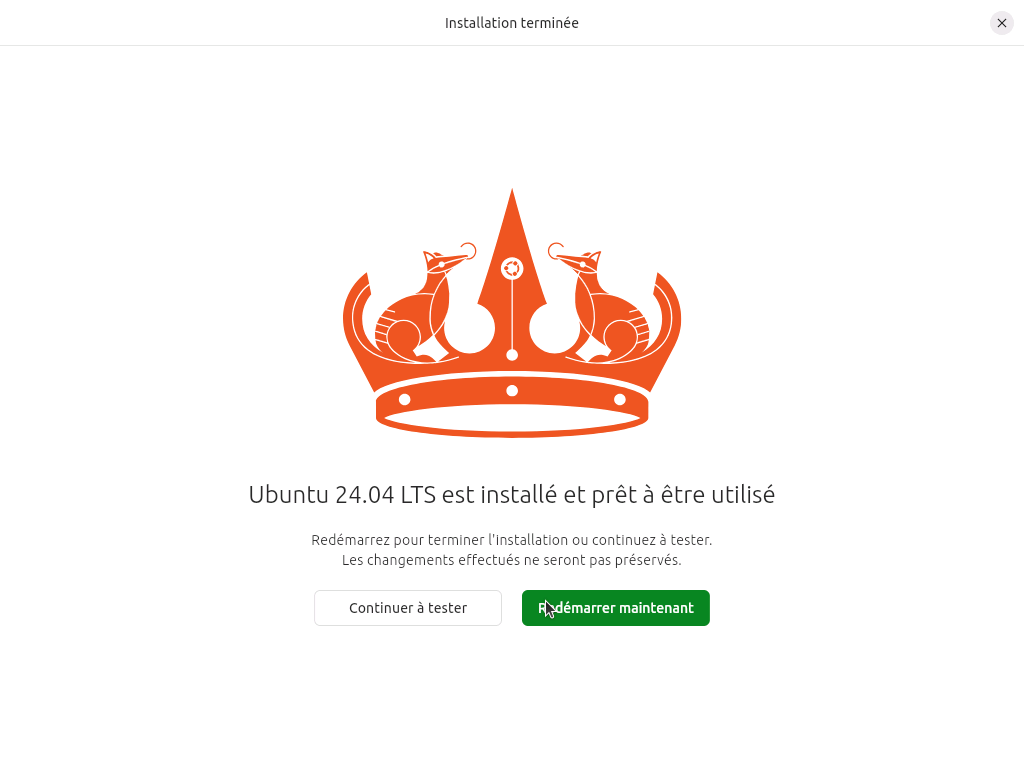 Installation terminée
Ubuntu 24.04 LTS est installé et prêt à être utilisé
Redémarrez pour terminer l'installation ou continuez à tester.
Les changements effectués ne seront pas préservés.
Continuer à tester
Redémarrer maintenant